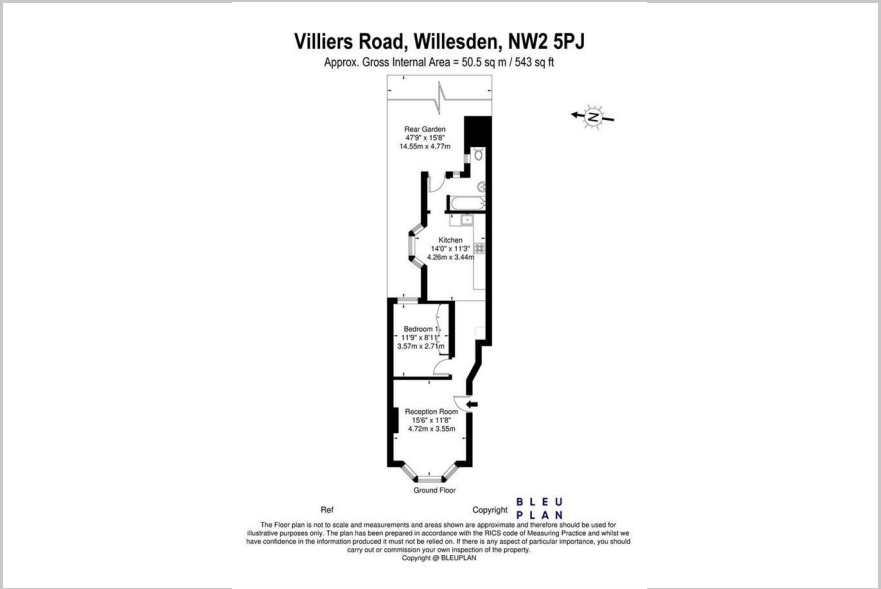 Villiers Road, Willesden, NW2 5PJ
Approx. Gross Internal Area = 50.5 sq m / 543 sq ft
N
Rear Garden
47'9" x 15'8"
14.55m x 4.77m
Kitchen
14'0" x 11'3"
4.26m x 3.44m
Bedroom 1
11'9" x 8'11"
3.57m x 2.71m
Reception Room
15'6" x 11'8"
4.72m x 3.55m
Ground Floor
Ref
Copyright
BLEU
PLAN
The Floor plan is not to scale and measurements and areas shown are approximate and therefore should be used for
illustrative purposes only. The plan has been prepared in accordance with the RICS code of Measuring Practice and whilst we
have confidence in the information produced it must not be relied on. If there is any aspect of particular importance, you should
carry out or commission your own inspection of the property.
Copyright @ BLEUPLAN